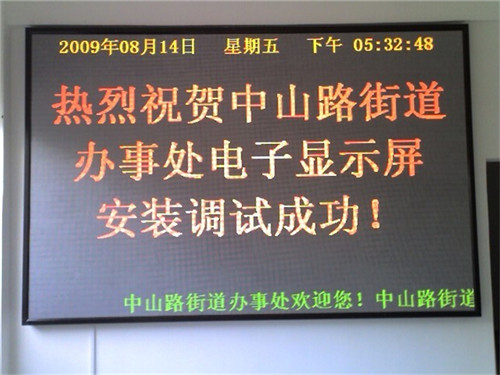 2009年08月14日 星期五 下午 05:32:48
热烈祝贺中山路街道
办事处电子显示屏
安装调试成功！
中山路街道办事处欢迎您！中山路街道